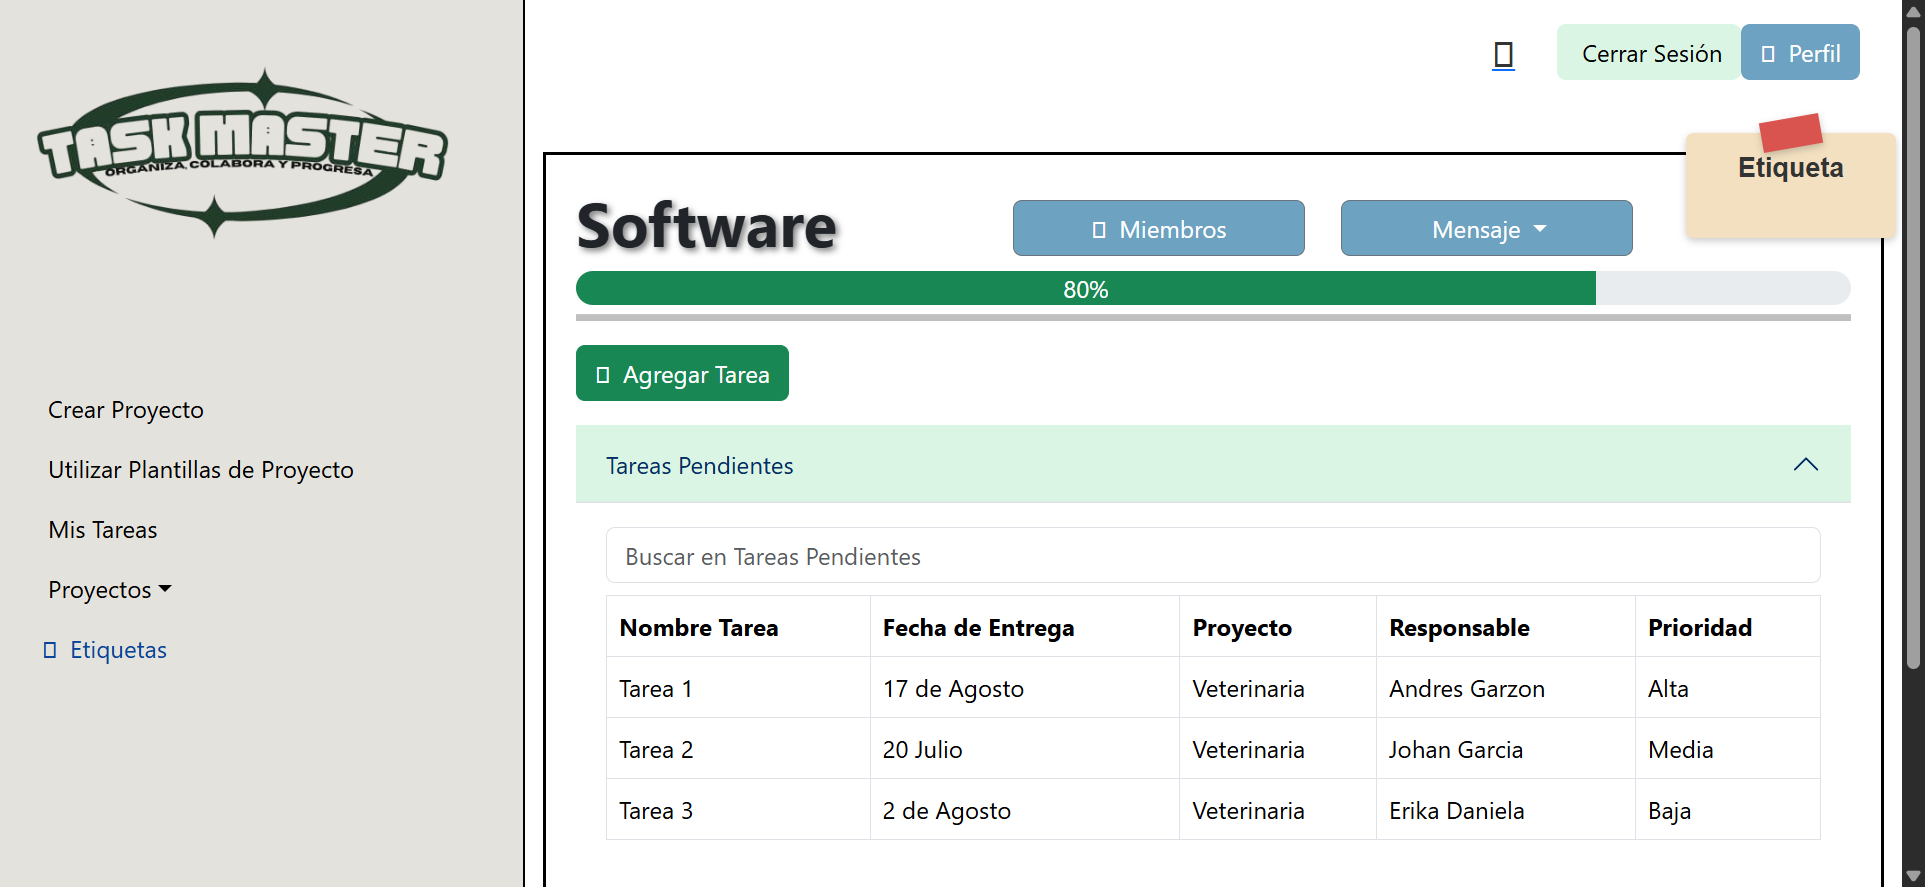 TASK MASTER
ORGANIZA, COLABORA Y PROGRESA
Crear Proyecto
Utilizar Plantillas de Proyecto
Mis Tareas
Proyectos
Etiquetas
Cerrar Sesión
Perfil
Etiqueta
Software
Miembros
Mensaje
80%
Agregar Tarea
Tareas Pendientes
Buscar en Tareas Pendientes
Nombre Tarea Fecha de Entrega Proyecto Responsable Prioridad
Tarea 1 17 de Agosto Veterinaria Andres Garzon Alta
Tarea 2 20 Julio Veterinaria Johan Garcia Media
Tarea 3 2 de Agosto Veterinaria Erika Daniela Baja